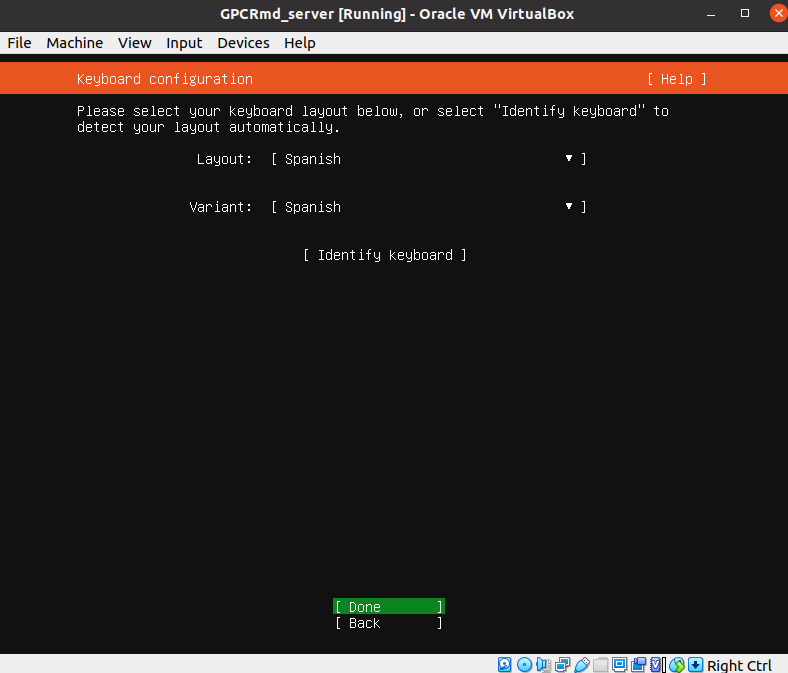 GPCRmd_server [Running] - Oracle VM VirtualBox
File Machine View Input Devices Help
Keyboard configuration [ Help ]
Please select your keyboard layout below, or select "Identify keyboard" to
detect your layout automatically.
Layout: [ Spanish ▾ ]
Variant: [ Spanish ▾ ]
[ Identify keyboard ]
[ Done ]
[ Back ]
Right Ctrl